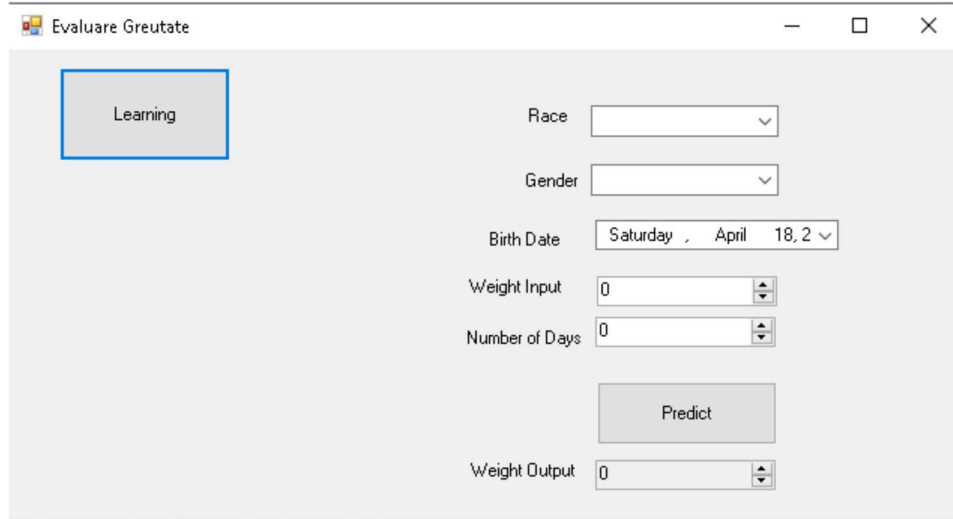 Evaluare Greutate
Learning
Race
Gender
Birth Date Saturday , April 18, 2
Weight Input 0
Number of Days 0
Predict
Weight Output 0